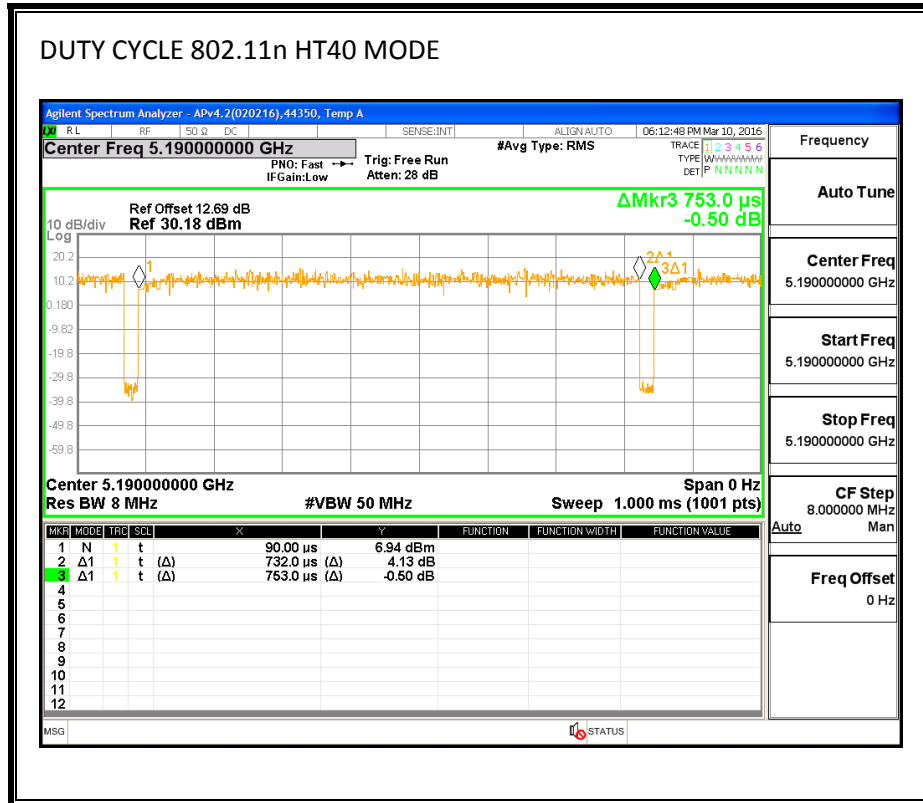 DUTY CYCLE 802.11n HT40 MODE
Agilent Spectrum Analyzer - APv4.2(020216),44350, Temp A
LXI RL RF 50 Ω DC SENSE:INT ALIGN AUTO 06:12:48 PM Mar 10, 2016
Center Freq 5.190000000 GHz #Avg Type: RMS TRACE 1 2 3 4 5 6
PNO: Fast Trig: Free Run TYPE WWWWWW
IFGain:Low Atten: 28 dB DET P N N N N N
Frequency
Auto Tune
Center Freq
5.190000000 GHz
Start Freq
5.190000000 GHz
Stop Freq
5.190000000 GHz
CF Step
8.000000 MHz
Auto Man
Freq Offset
0 Hz
ΔMkr3 753.0 µs
-0.50 dB
Ref Offset 12.69 dB
10 dB/div Ref 30.18 dBm
Log
20.2
10.2
0.180
-9.82
-19.8
-29.8
-39.8
-49.8
-59.8
1
2Δ1
3Δ1
Center 5.190000000 GHz Span 0 Hz
Res BW 8 MHz #VBW 50 MHz Sweep 1.000 ms (1001 pts)
MKR MODE TRC SCL X Y FUNCTION FUNCTION WIDTH FUNCTION VALUE
1 N 1 t 90.00 µs 6.94 dBm
2 Δ1 1 t (Δ) 732.0 µs (Δ) 4.13 dB
3 Δ1 1 t (Δ) 753.0 µs (Δ) -0.50 dB
4
5
6
7
8
9
10
11
12
MSG STATUS